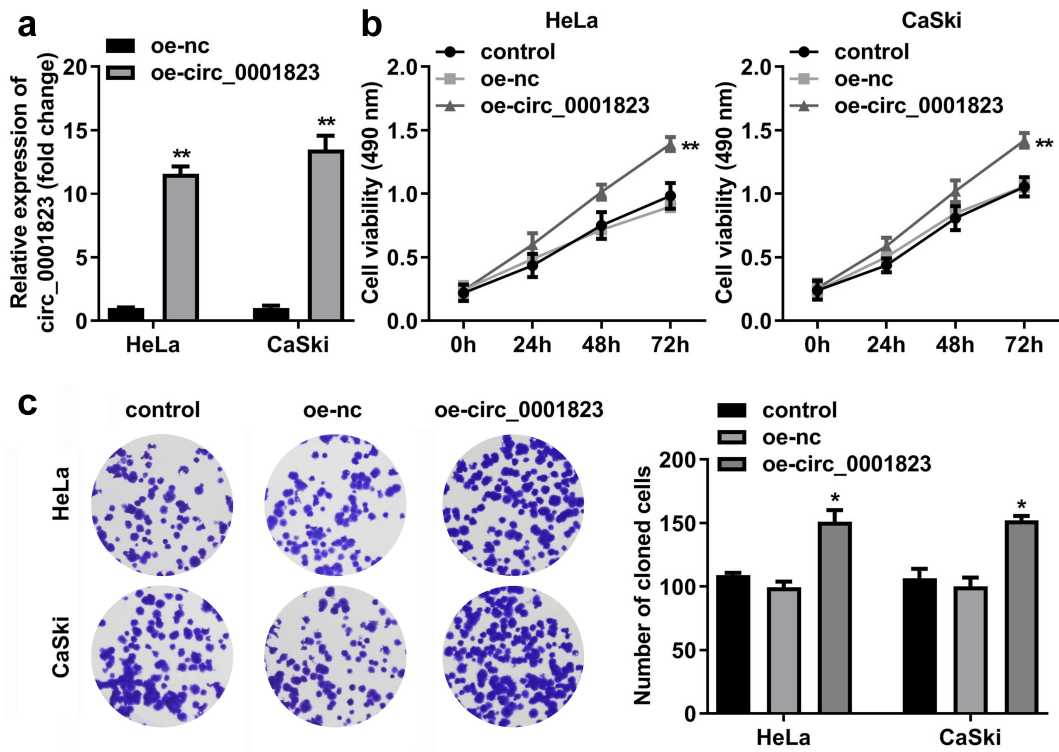 a
oe-nc
oe-circ_0001823
Relative expression of
circ_0001823 (fold change)
20
15
10
5
0
**
**
HeLa
CaSki
b
HeLa
control
oe-nc
oe-circ_0001823
Cell viability (490 nm)
2.0
1.5
1.0
0.5
0.0
**
0h
24h
48h
72h
CaSki
control
oe-nc
oe-circ_0001823
Cell viability (490 nm)
2.0
1.5
1.0
0.5
0.0
**
0h
24h
48h
72h
c
control
oe-nc
oe-circ_0001823
HeLa
CaSki
control
oe-nc
oe-circ_0001823
Number of cloned cells
200
150
100
50
0
*
*
HeLa
CaSki